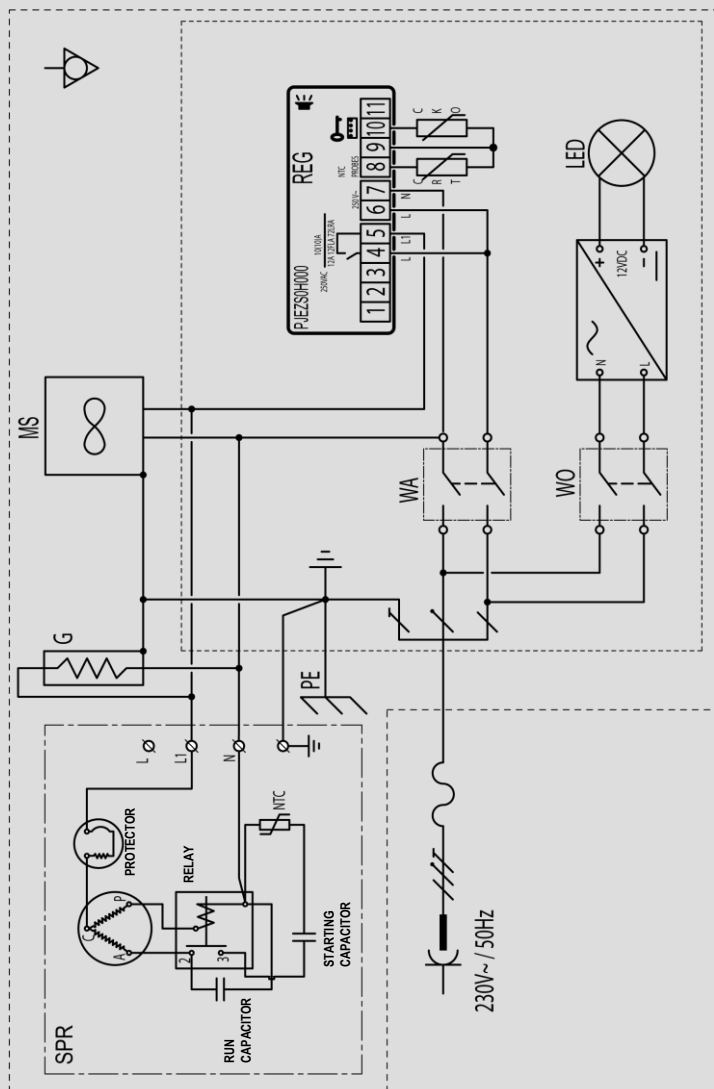 REG
PJEZS0H000
250VAC
10(10)A
12A 12FLA 72LRA
250V~
NTC
PROBES
1 2 3 4 5 6 7 8 9 10 11
L
L1
L
N
C
R
T
C
K
O
LED
12VDC
+
-
N
L
MS
WA
WO
G
PE
L
L1
N
PROTECTOR
C
A
P
RELAY
2
3
NTC
STARTING
CAPACITOR
RUN
CAPACITOR
SPR
230V~ / 50Hz